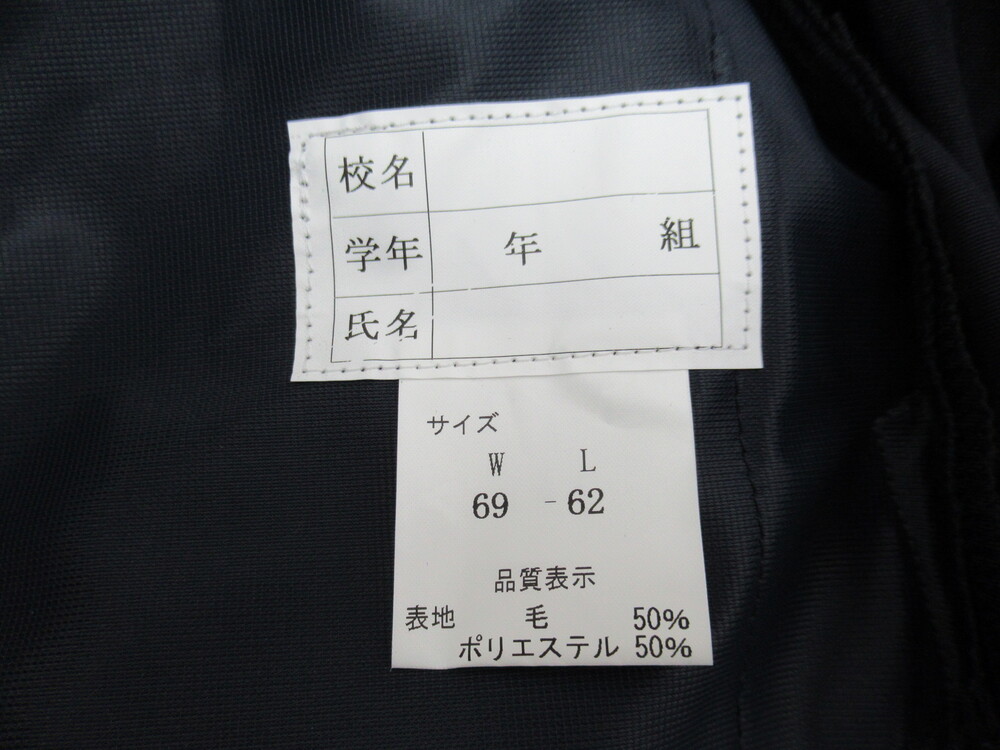 校名
学年 年 組
氏名
サイズ
W L
69 - 62
品質表示
表地 毛 50%
ポリエステル 50%